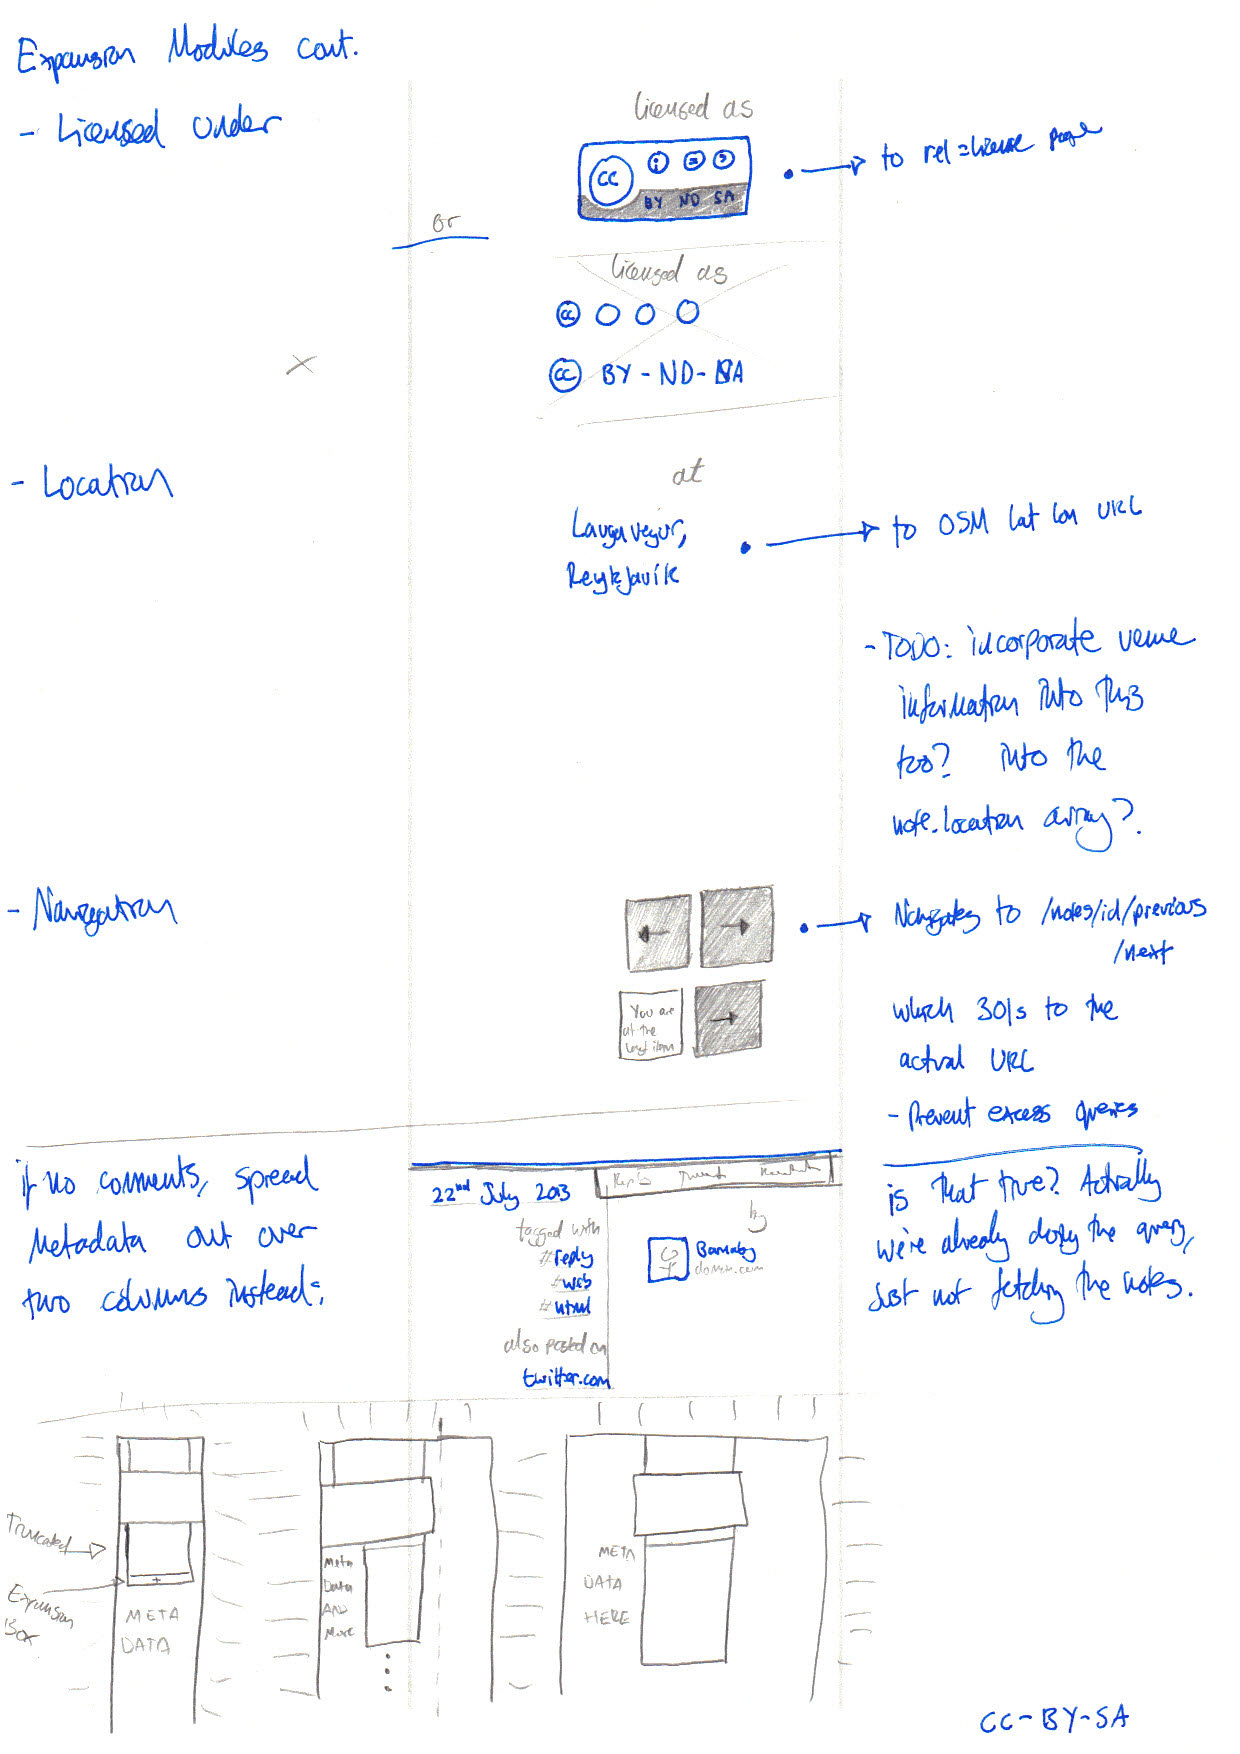 Expansion Modules cont.
- Licensed under
licensed as
cc
BY ND SA
to rel=license page
or
licensed as
cc
cc BY-ND-SA
- Location
at
Laugavegur,
Reykjavik
to OSM lat lon URL
- TODO: incorporate venue
information into this
too? into the
note.location array?
- Navigation
You are
at the
last item
Navigates to /notes/id/previous
/next
which 301s to the
actual URL
- Prevent excess queries
is that true? Actually
we're already doing the query,
just not fetching the notes.
if no comments, spread
Metadata out over
two columns instead:
22nd July 2013
tagged with
#reply
#web
#html
also posted on
twitter.com
by
Barnaby
domain.com
Truncated
Expansion
Box
+
META
DATA
Meta
Data
AND
More
META
DATA
HERE
CC-BY-SA